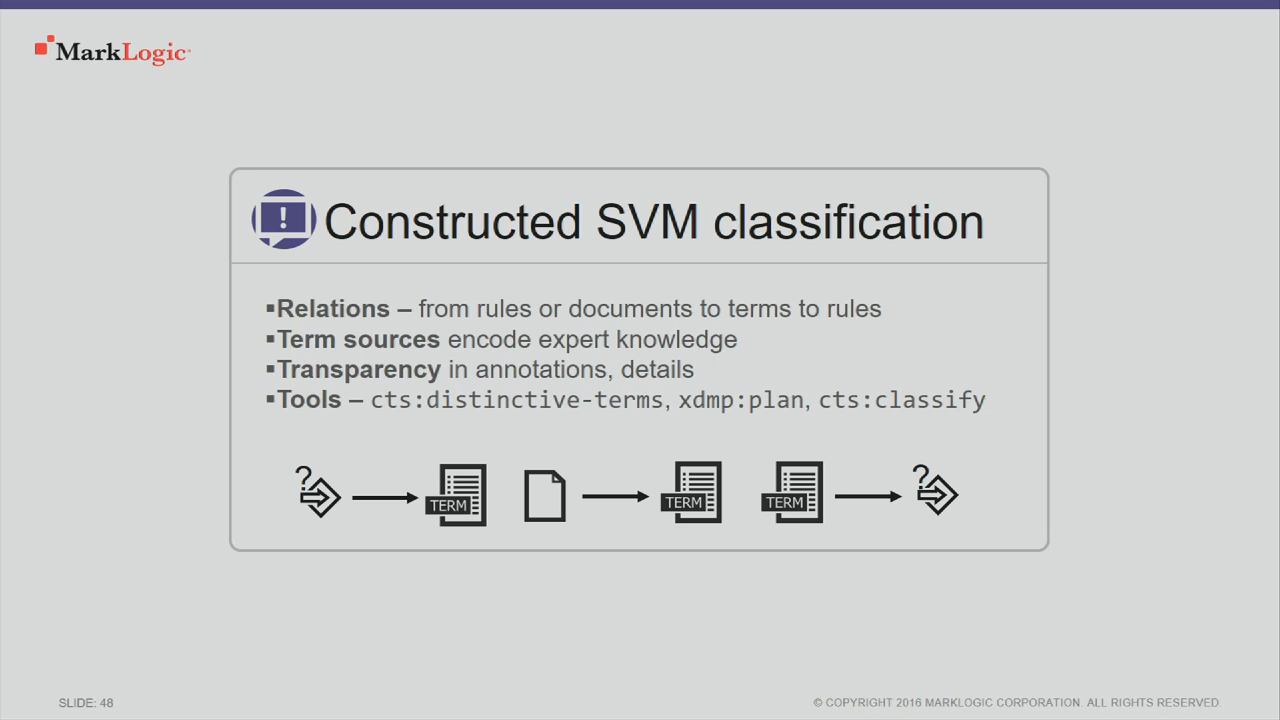 MarkLogic
! Constructed SVM classification
▪Relations – from rules or documents to terms to rules
▪Term sources encode expert knowledge
▪Transparency in annotations, details
▪Tools – cts:distinctive-terms, xdmp:plan, cts:classify
? TERM TERM TERM ?
SLIDE: 48 © COPYRIGHT 2016 MARKLOGIC CORPORATION. ALL RIGHTS RESERVED.